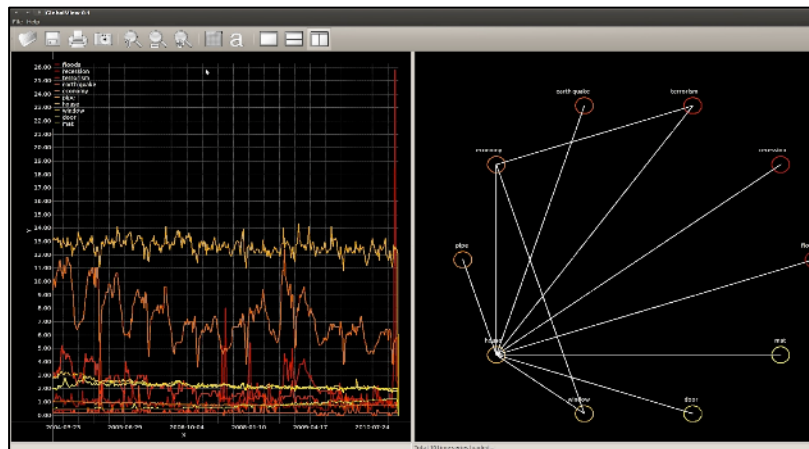 GlobalView 0.1
File Help
a
floods
recession
terrorism
earthquake
economy
pipe
house
window
door
mat
26.00
25.00
24.00
23.00
22.00
21.00
20.00
19.00
18.00
17.00
16.00
15.00
14.00
13.00
12.00
11.00
10.00
9.00
8.00
7.00
6.00
5.00
4.00
3.00
2.00
1.00
0.00
Y
X
earthquake
terrorism
economy
recession
pipe
house
mat
window
door